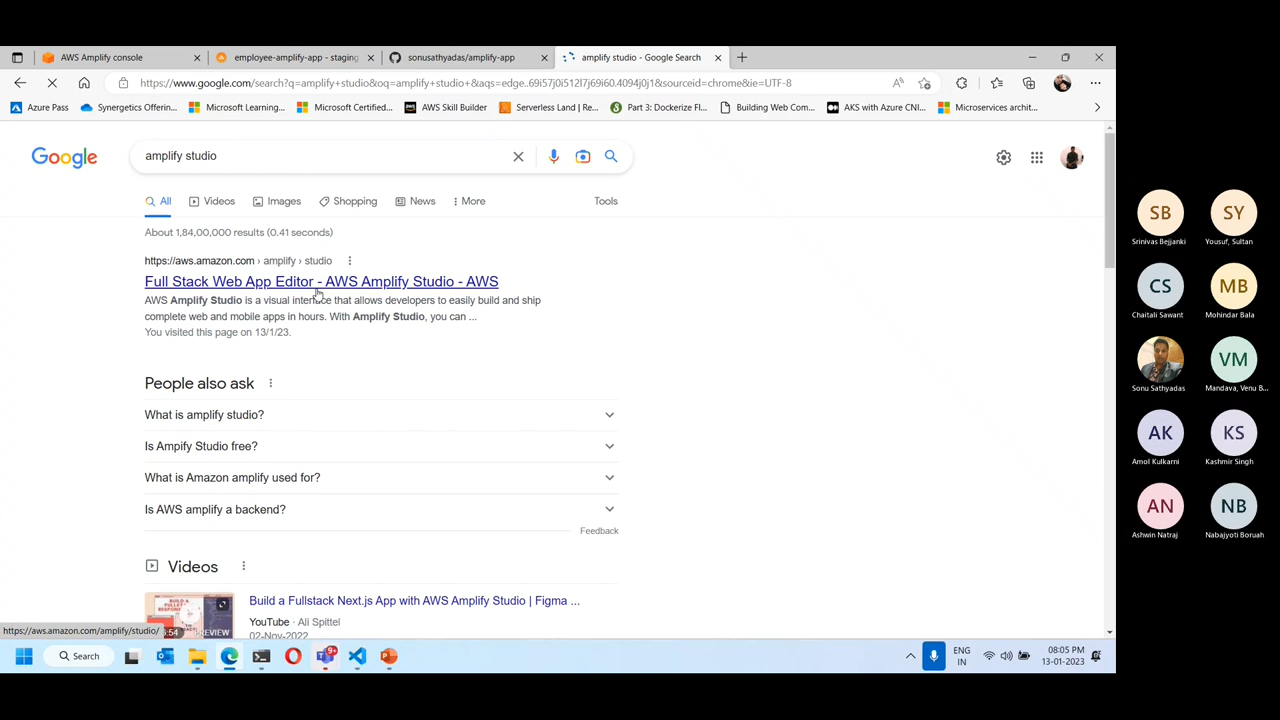 AWS Amplify console
employee-amplify-app - staging
sonusathyadas/amplify-app
amplify studio - Google Search
https://www.google.com/search?q=amplify+studio&oq=amplify+studio+&aqs=edge..69i57j0i512l7j69i60.4094j0j1&sourceid=chrome&ie=UTF-8
Azure Pass
Synergetics Offerin...
Microsoft Learning...
Microsoft Certified...
AWS Skill Builder
Serverless Land | Re...
Part 3: Dockerize Fl...
Building Web Com...
AKS with Azure CNI...
Microservices archit...
Google
amplify studio
All
Videos
Images
Shopping
News
More
Tools
About 1,84,00,000 results (0.41 seconds)
https://aws.amazon.com › amplify › studio
Full Stack Web App Editor - AWS Amplify Studio - AWS
AWS Amplify Studio is a visual interface that allows developers to easily build and ship
complete web and mobile apps in hours. With Amplify Studio, you can ...
You visited this page on 13/1/23.
People also ask
What is amplify studio?
Is Ampify Studio free?
What is Amazon amplify used for?
Is AWS amplify a backend?
Feedback
Videos
Build a Fullstack Next.js App with AWS Amplify Studio | Figma ...
YouTube · Ali Spittel
02-Nov-2022
PREVIEW
https://aws.amazon.com/amplify/studio/
Search
9+
ENG
IN
08:05 PM
13-01-2023
SB
Srinivas Bejjanki
SY
Yousuf, Sultan
CS
Chaitali Sawant
MB
Mohindar Bala
Sonu Sathyadas
VM
Mandava, Venu B...
AK
Amol Kulkarni
KS
Kashmir Singh
AN
Ashwin Natraj
NB
Nabajyoti Boruah